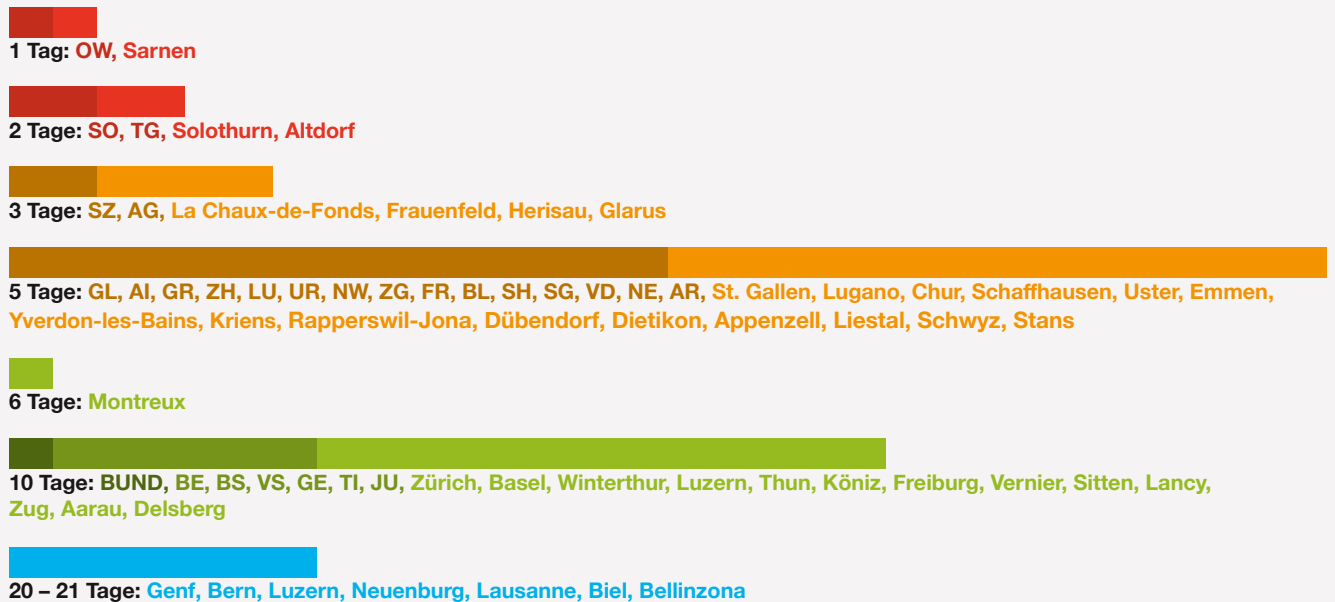 1 Tag: OW, Sarnen
2 Tage: SO, TG, Solothurn, Altdorf
3 Tage: SZ, AG, La Chaux-de-Fonds, Frauenfeld, Herisau, Glarus
5 Tage: GL, AI, GR, ZH, LU, UR, NW, ZG, FR, BL, SH, SG, VD, NE, AR, St. Gallen, Lugano, Chur, Schaffhausen, Uster, Emmen,
Yverdon-les-Bains, Kriens, Rapperswil-Jona, Dübendorf, Dietikon, Appenzell, Liestal, Schwyz, Stans
6 Tage: Montreux
10 Tage: BUND, BE, BS, VS, GE, TI, JU, Zürich, Basel, Winterthur, Luzern, Thun, Köniz, Freiburg, Vernier, Sitten, Lancy,
Zug, Aarau, Delsberg
20 – 21 Tage: Genf, Bern, Luzern, Neuenburg, Lausanne, Biel, Bellinzona